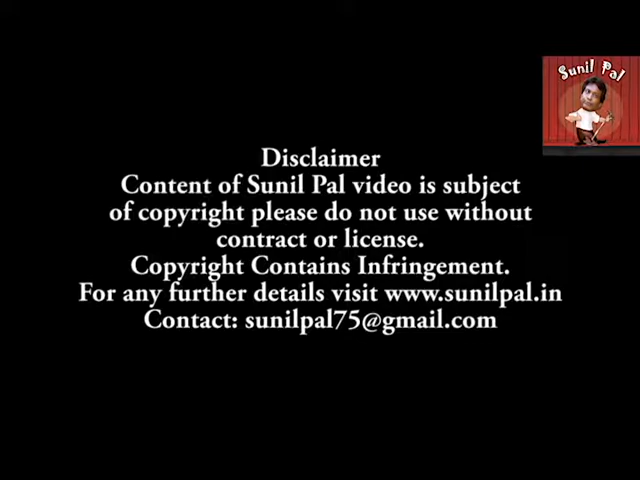 Sunil Pal
Disclaimer
Content of Sunil Pal video is subject
of copyright please do not use without
contract or license.
Copyright Contains Infringement.
For any further details visit www.sunilpal.in
Contact: sunilpal75@gmail.com